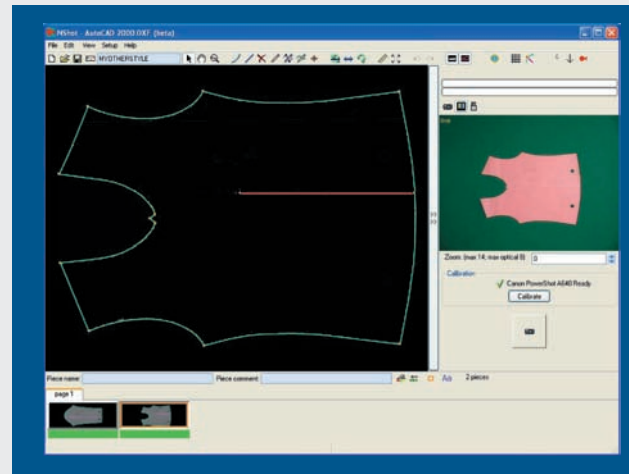 NShot - AutoCAD 2000 DXF (beta)
File Edit View Setup Help
MYOTHERSTYLE
Zoom: (max 14; max optical 8) 0
Calibration
Canon PowerShot A640 Ready
Calibrate
Piece name: Piece comment: Aa 2 pieces
page 1